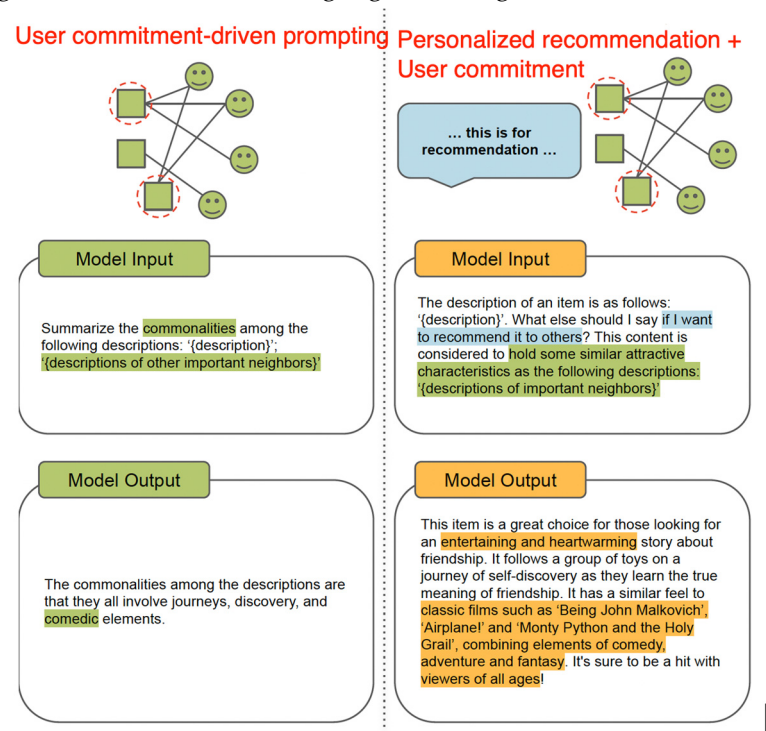 User commitment-driven prompting
Summarize the commonalities among the
following descriptions: '{description}';
'{descriptions of other important neighbors}'
Model Input
Model Output
The commonalities among the descriptions are
that they all involve journeys, discovery, and
comedic elements.
Personalized recommendation +
User commitment
... this is for
recommendation ...
Model Input
The description of an item is as follows:
'{description}'. What else should I say if I want
to recommend it to others? This content is
considered to hold some similar attractive
characteristics as the following descriptions:
'{descriptions of important neighbors}'
Model Output
This item is a great choice for those looking for
an entertaining and heartwarming story about
friendship. It follows a group of toys on a
journey of self-discovery as they learn the true
meaning of friendship. It has a similar feel to
classic films such as 'Being John Malkovich',
'Airplane!' and 'Monty Python and the Holy
Grail', combining elements of comedy,
adventure and fantasy. It's sure to be a hit with
viewers of all ages!